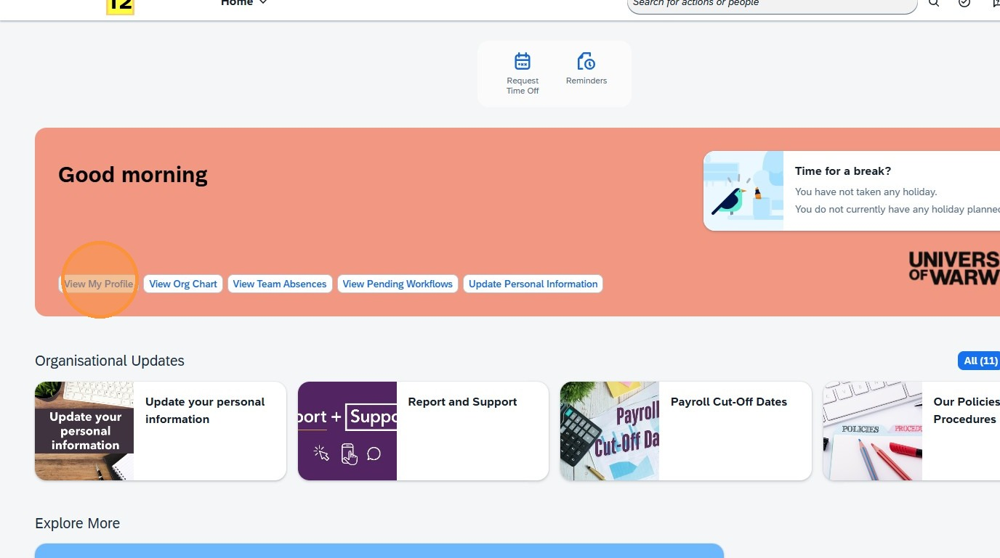 T2
Home
Search for actions or people
Request
Time Off
Reminders
Good morning
Time for a break?
You have not taken any holiday.
You do not currently have any holiday planned
UNIVERS
OF WARW
View My Profile
View Org Chart
View Team Absences
View Pending Workflows
Update Personal Information
Organisational Updates
All (11)
Update your
personal
information
Update your personal
information
port + Suppo
Report and Support
Payroll
Cut-Off Da
Payroll Cut-Off Dates
POLICIES
PROCED
Our Policies
Procedures
Explore More